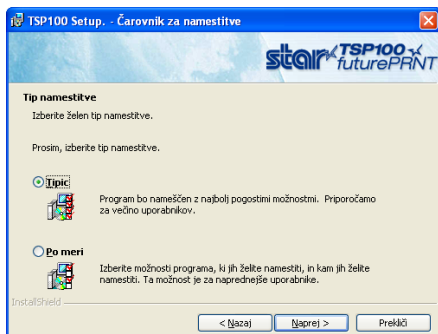 TSP100 Setup. - Čarovnik za namestitve
star TSP100
futurePRNT
Tip namestitve
Izberite želen tip namestitve.
Prosim, izberite tip namestitve.
Tipic
Program bo nameščen z najbolj pogostimi možnostmi. Priporočamo
za večino uporabnikov.
Po meri
Izberite možnosti programa, ki jih želite namestiti, in kam jih želite
namestiti. Ta možnost je za naprednejše uporabnike.
InstallShield
< Nazaj
Naprej >
Prekliči